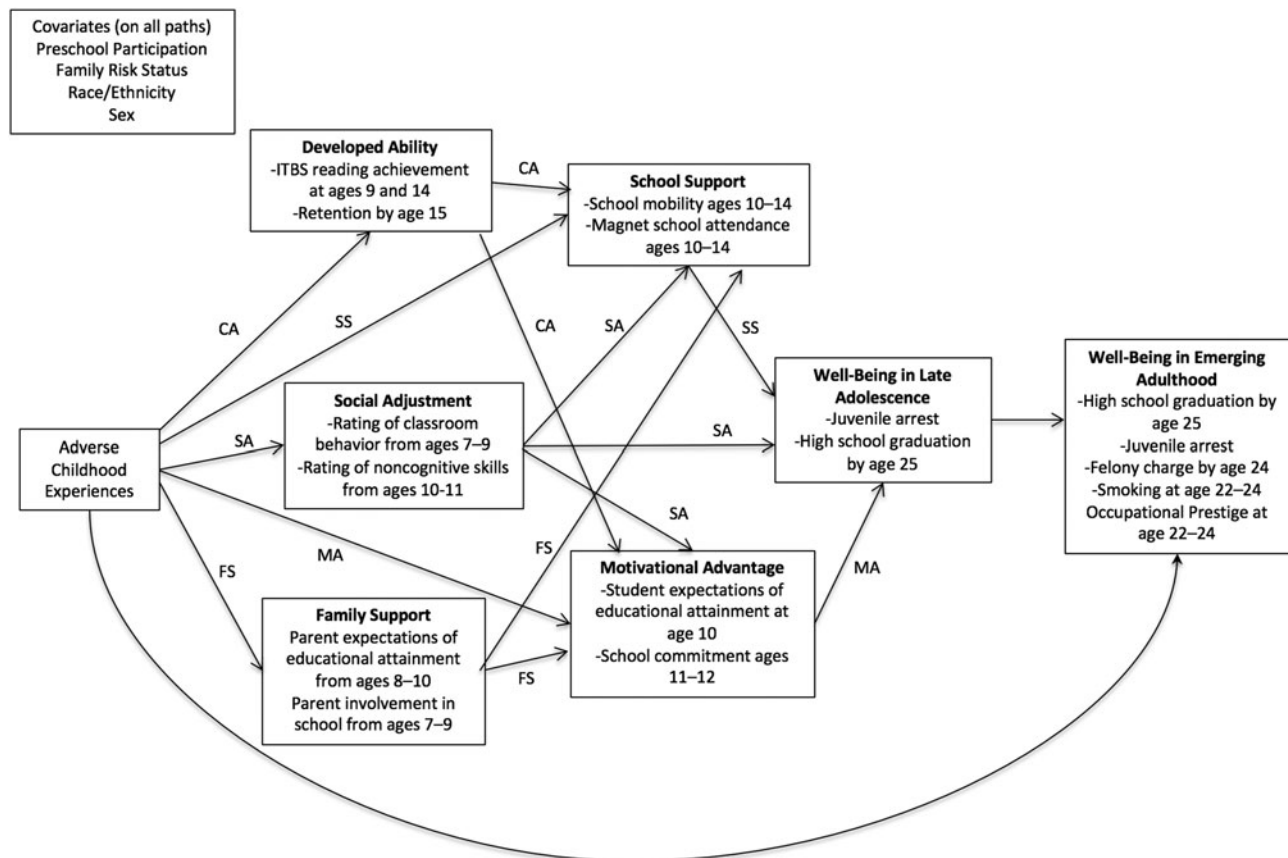 Covariates (on all paths)
Preschool Participation
Family Risk Status
Race/Ethnicity
Sex
Developed Ability
-ITBS reading achievement
at ages 9 and 14
-Retention by age 15
CA
School Support
-School mobility ages 10–14
-Magnet school attendance
ages 10–14
CA
SS
CA
SA
SS
Social Adjustment
-Rating of classroom
behavior from ages 7–9
-Rating of noncognitive skills
from ages 10-11
Well-Being in Late
Adolescence
-Juvenile arrest
-High school graduation
by age 25
Well-Being in Emerging
Adulthood
-High school graduation by
age 25
-Juvenile arrest
-Felony charge by age 24
-Smoking at age 22–24
Occupational Prestige at
age 22–24
Adverse
Childhood
Experiences
SA
SA
SA
FS
MA
FS
MA
Family Support
Parent expectations of
educational attainment
from ages 8–10
Parent involvement in
school from ages 7–9
FS
Motivational Advantage
-Student expectations of
educational attainment at
age 10
-School commitment ages
11–12